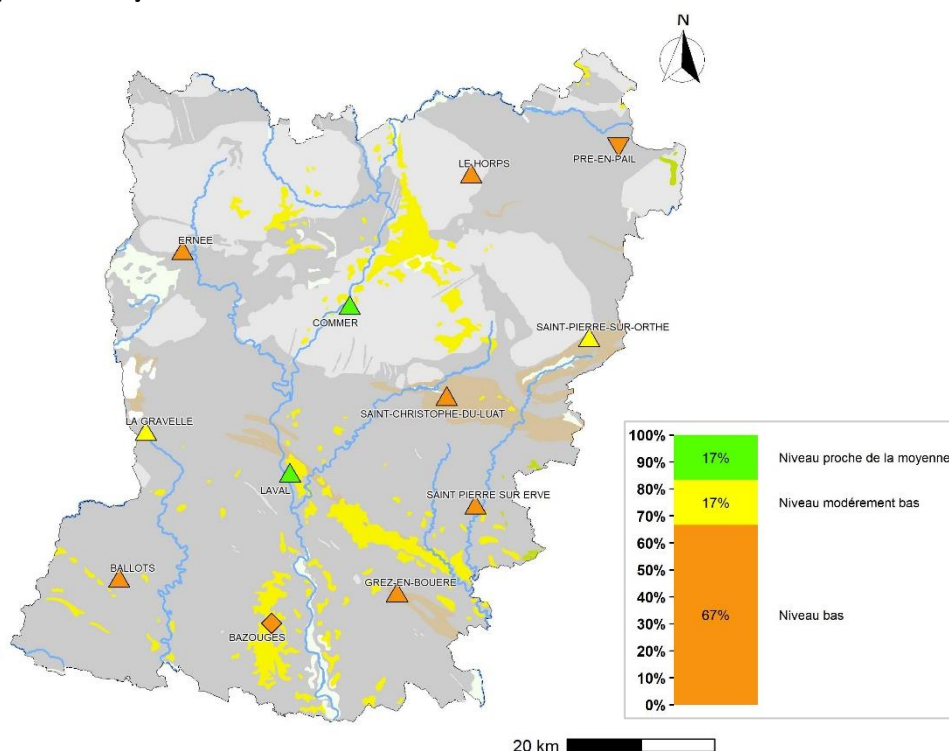 N
LE HORPS
PRE-EN-PAIL
ERNEE
COMMER
SAINT-PIERRE-SUR-ORTHE
SAINT-CHRISTOPHE-DU-LUAT
LA GRAVELLE
LAVAL
SAINT PIERRE SUR ERVE
BALLOTS
GREZ-EN-BOUERE
BAZOUGES
100%
90%
80%
70%
60%
50%
40%
30%
20%
10%
0%
17%
Niveau proche de la moyenne
17%
Niveau modérement bas
67%
Niveau bas
20 km